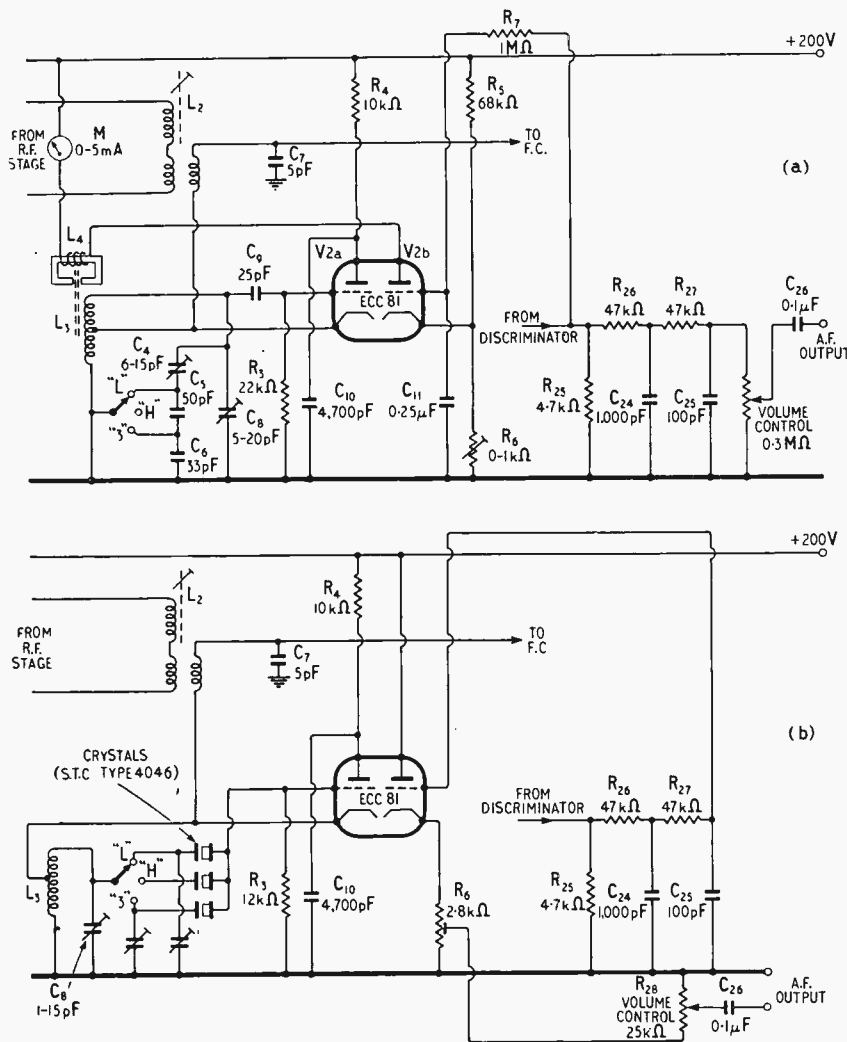 R7
1MΩ
+200V
L2
R4
10kΩ
R5
68kΩ
FROM
R.F.
STAGE
M
0-5mA
TO
F.C.
C7
5pF
(a)
L4
C9
25pF
V2a
V2b
ECC 81
L3
R26
47kΩ
R27
47kΩ
C26
0·1μF
FROM
DISCRIMINATOR
A.F.
OUTPUT
C4
6-15pF
"L"
C5
50pF
"H"
"3"
C6
33pF
R3
22kΩ
C8
5-20pF
C10
4,700pF
C11
0·25μF
R6
0-1kΩ
R25
4·7kΩ
C24
1,000pF
C25
100pF
VOLUME
CONTROL
0·3MΩ
+200V
L2
R4
10kΩ
FROM
R.F.
STAGE
TO
F.C
C7
5pF
(b)
CRYSTALS
(S.T.C TYPE 4046)
ECC 81
FROM
DISCRIMINATOR
R26
47kΩ
R27
47kΩ
"L"
"H"
"3"
L3
R3
12kΩ
C10
4,700pF
R6
2·8kΩ
R25
4·7kΩ
C24
1,000pF
C25
100pF
C8'
1-15pF
R28
VOLUME
CONTROL
25kΩ
C26
0·1μF
A.F.
OUTPUT